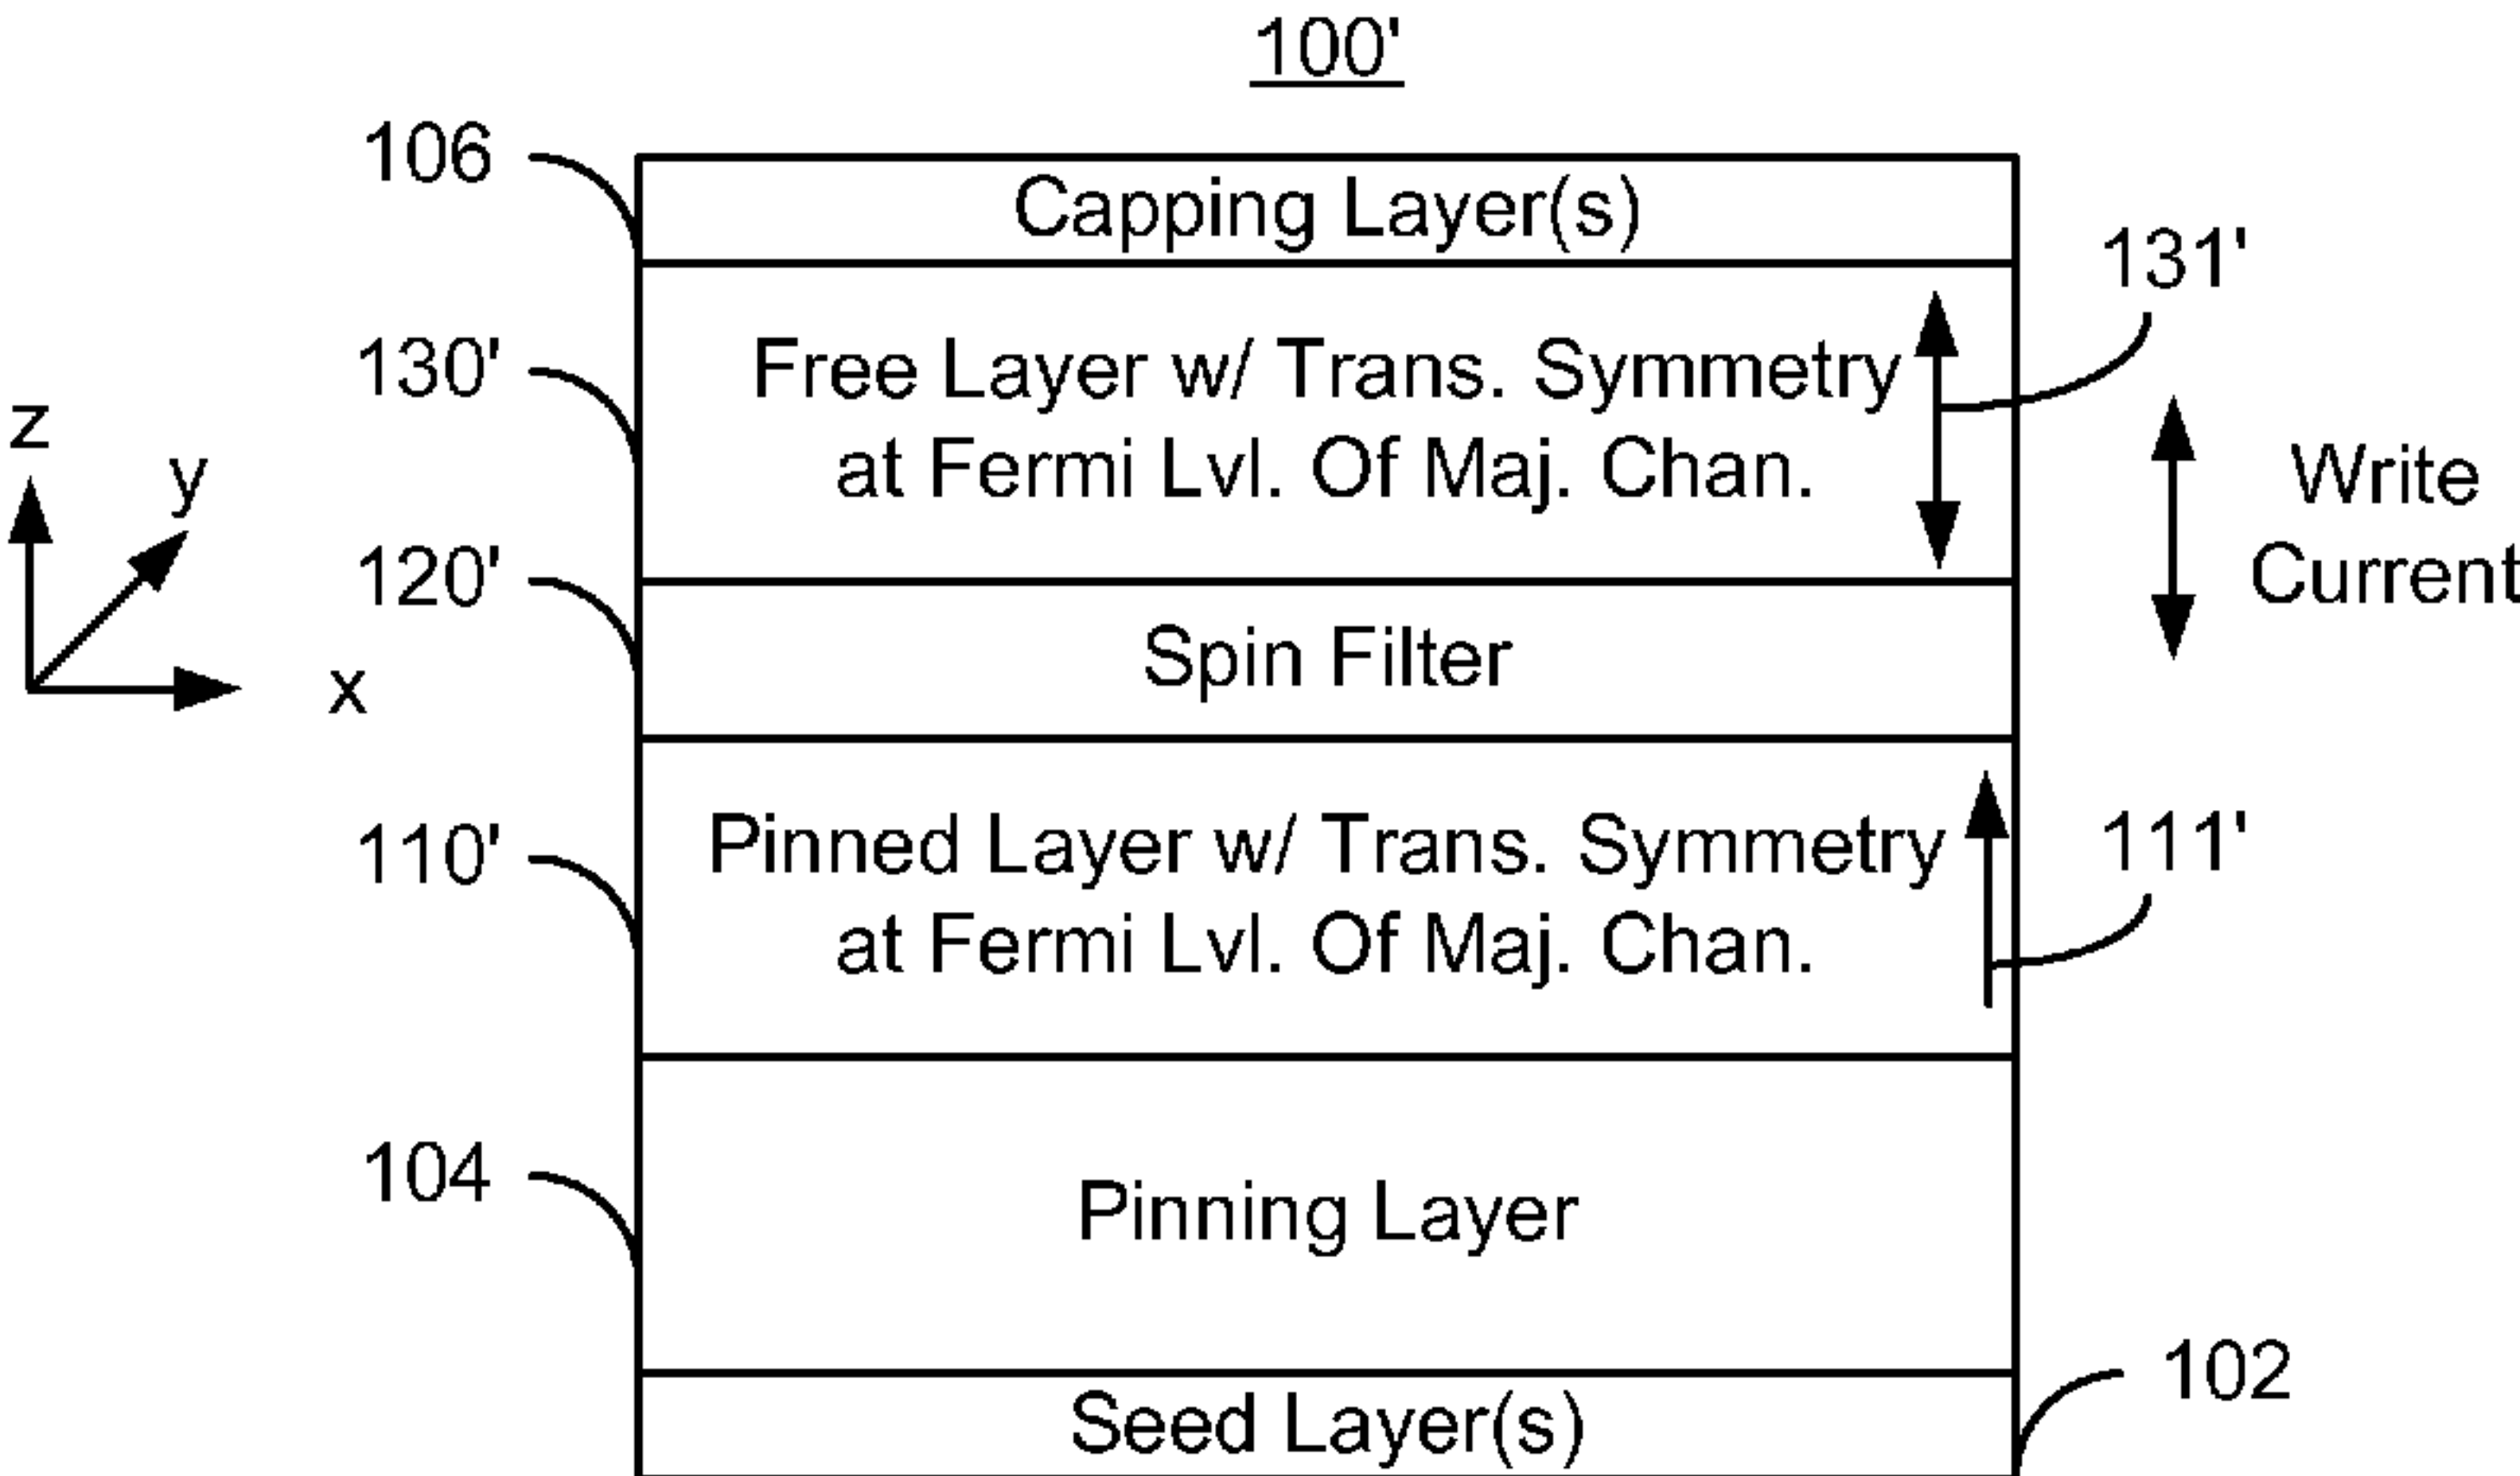 100'
106
Capping Layer(s)
131'
130'
Free Layer w/ Trans. Symmetry
at Fermi Lvl. Of Maj. Chan.
z
y
x
Write
Current
120'
Spin Filter
110'
Pinned Layer w/ Trans. Symmetry
at Fermi Lvl. Of Maj. Chan.
111'
104
Pinning Layer
102
Seed Layer(s)